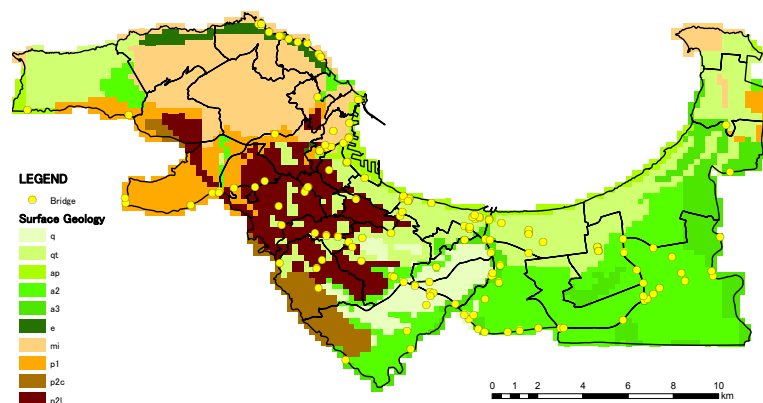 LEGEND
Bridge
Surface Geology
q
qt
ap
a2
a3
e
mi
p1
p2c
p2l
0 1 2 4 6 8 10
km